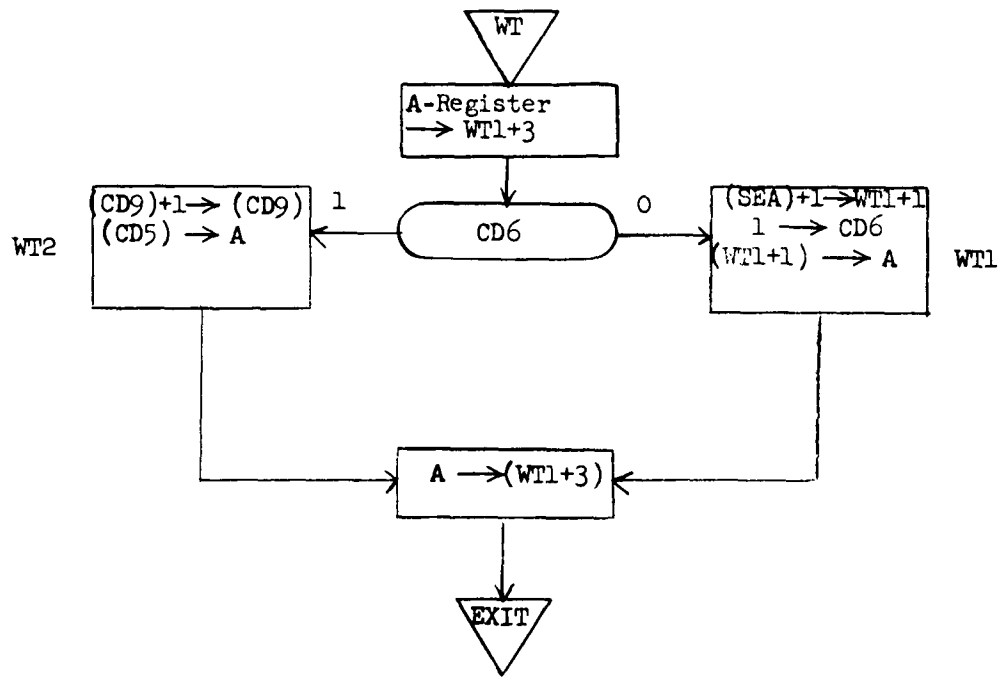 WT
A-Register
→ WT1+3
1
CD6
0
WT2
(CD9)+1→ (CD9)
(CD5) → A
(SEA)+1→WT1+1
1 → CD6
(WT1+1) → A
WT1
A →(WT1+3)
EXIT